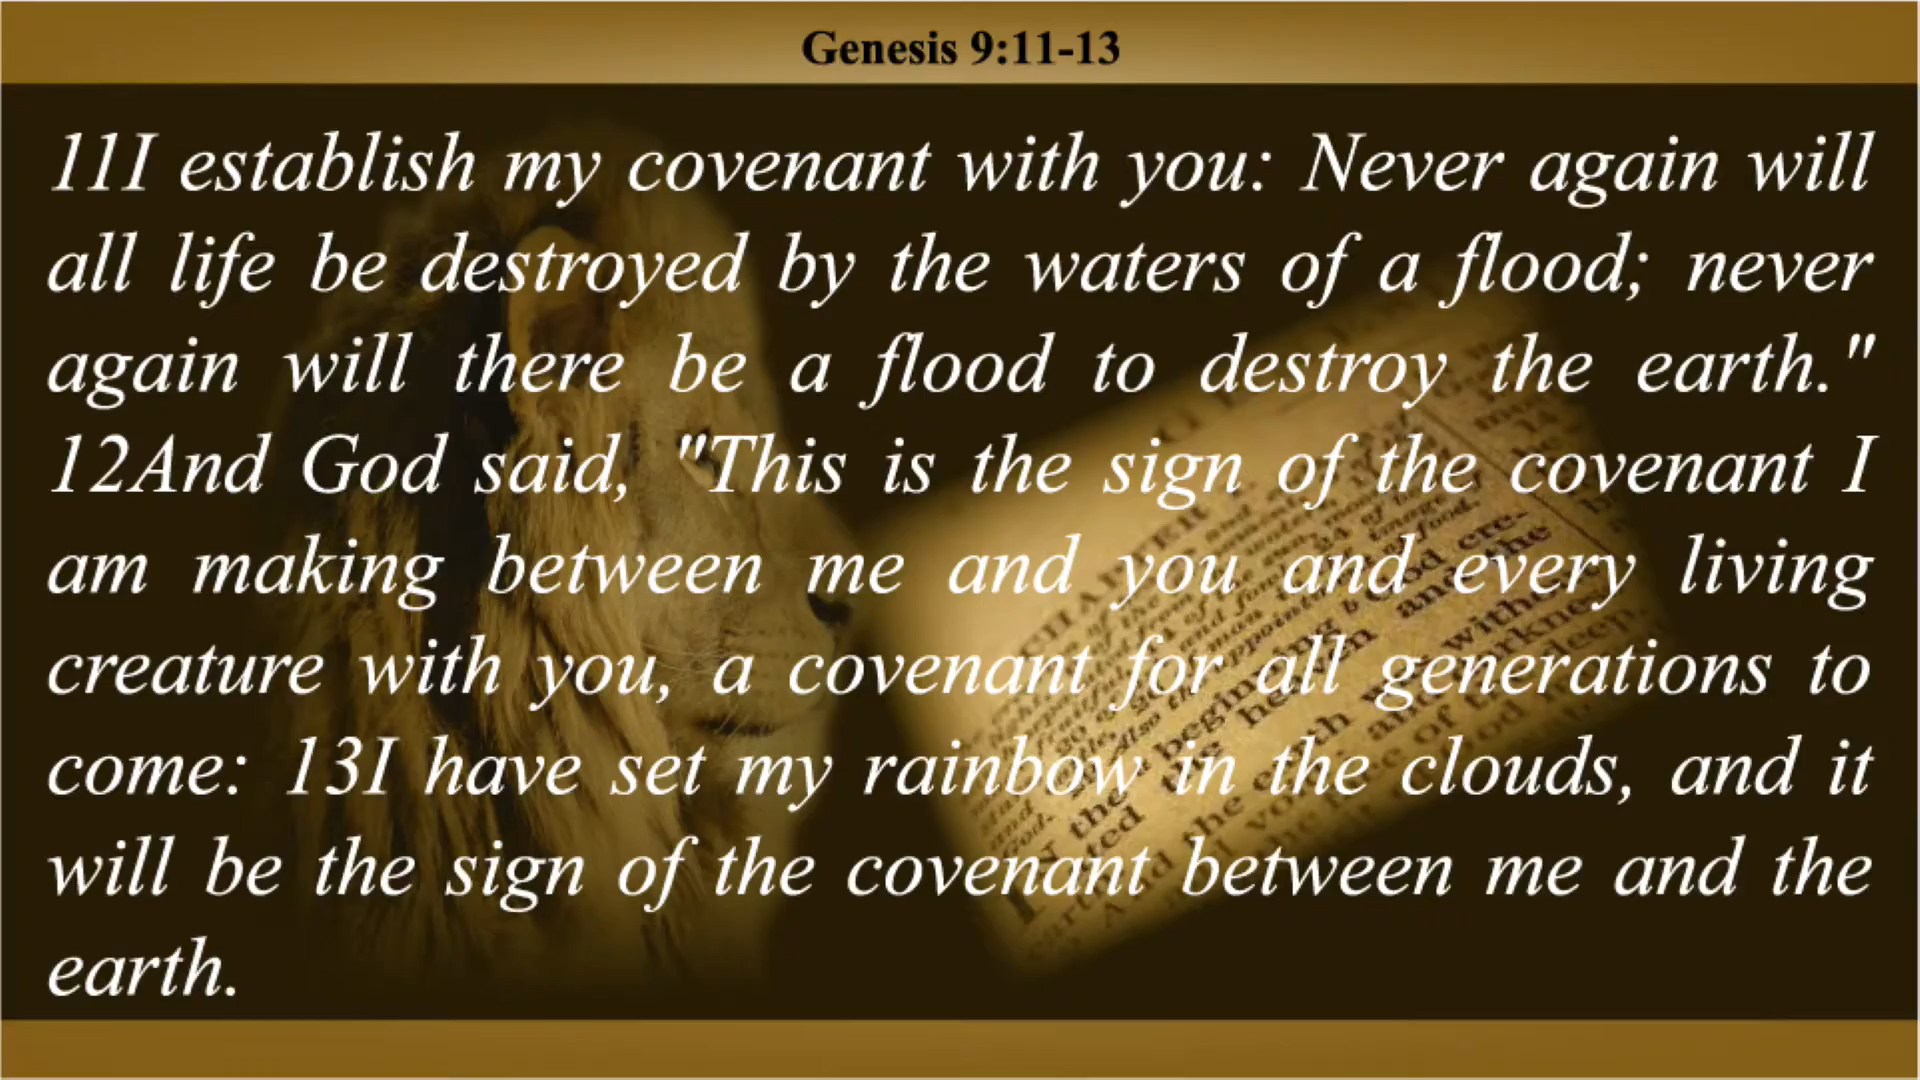 Genesis 9:11-13
11I establish my covenant with you: Never again will
all life be destroyed by the waters of a flood; never
again will there be a flood to destroy the earth."
12And God said, "This is the sign of the covenant I
am making between me and you and every living
creature with you, a covenant for all generations to
come: 13I have set my rainbow in the clouds, and it
will be the sign of the covenant between me and the
earth.